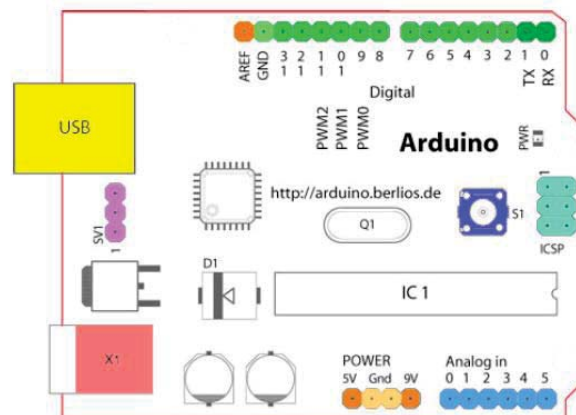 AREF
GND
13
12
11
10
9
8
7
6
5
4
3
2
1
0
TX
RX
Digital
USB
PWM2
PWM1
PWM0
Arduino
PWR
http://arduino.berlios.de
1
S1
ICSP
Q1
SV1
1
D1
IC 1
X1
POWER
5V Gnd 9V
Analog in
0 1 2 3 4 5